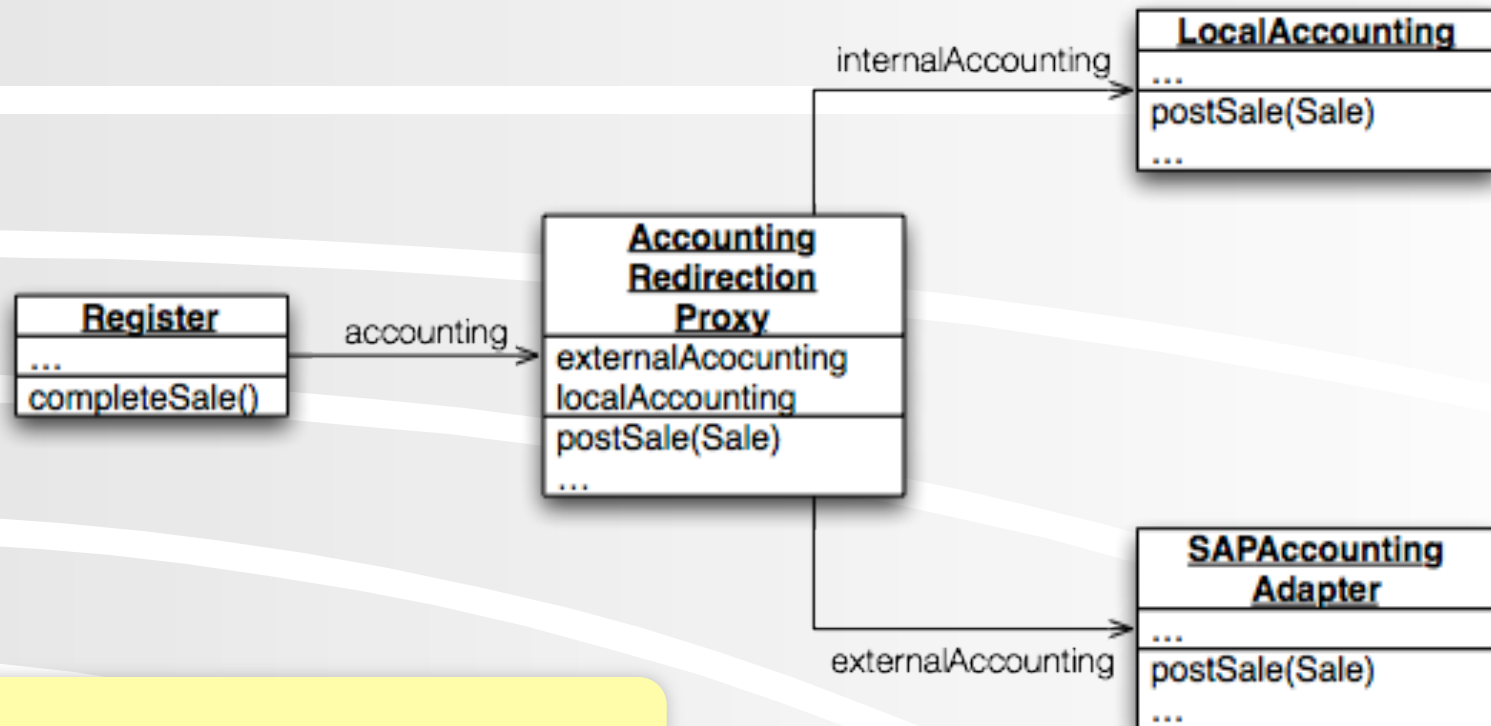 LocalAccounting
...
postSale(Sale)
...
internalAccounting
Accounting
Redirection
Proxy
externalAcocunting
localAccounting
postSale(Sale)
...
Register
...
completeSale()
accounting
SAPAccounting
Adapter
...
postSale(Sale)
...
externalAccounting